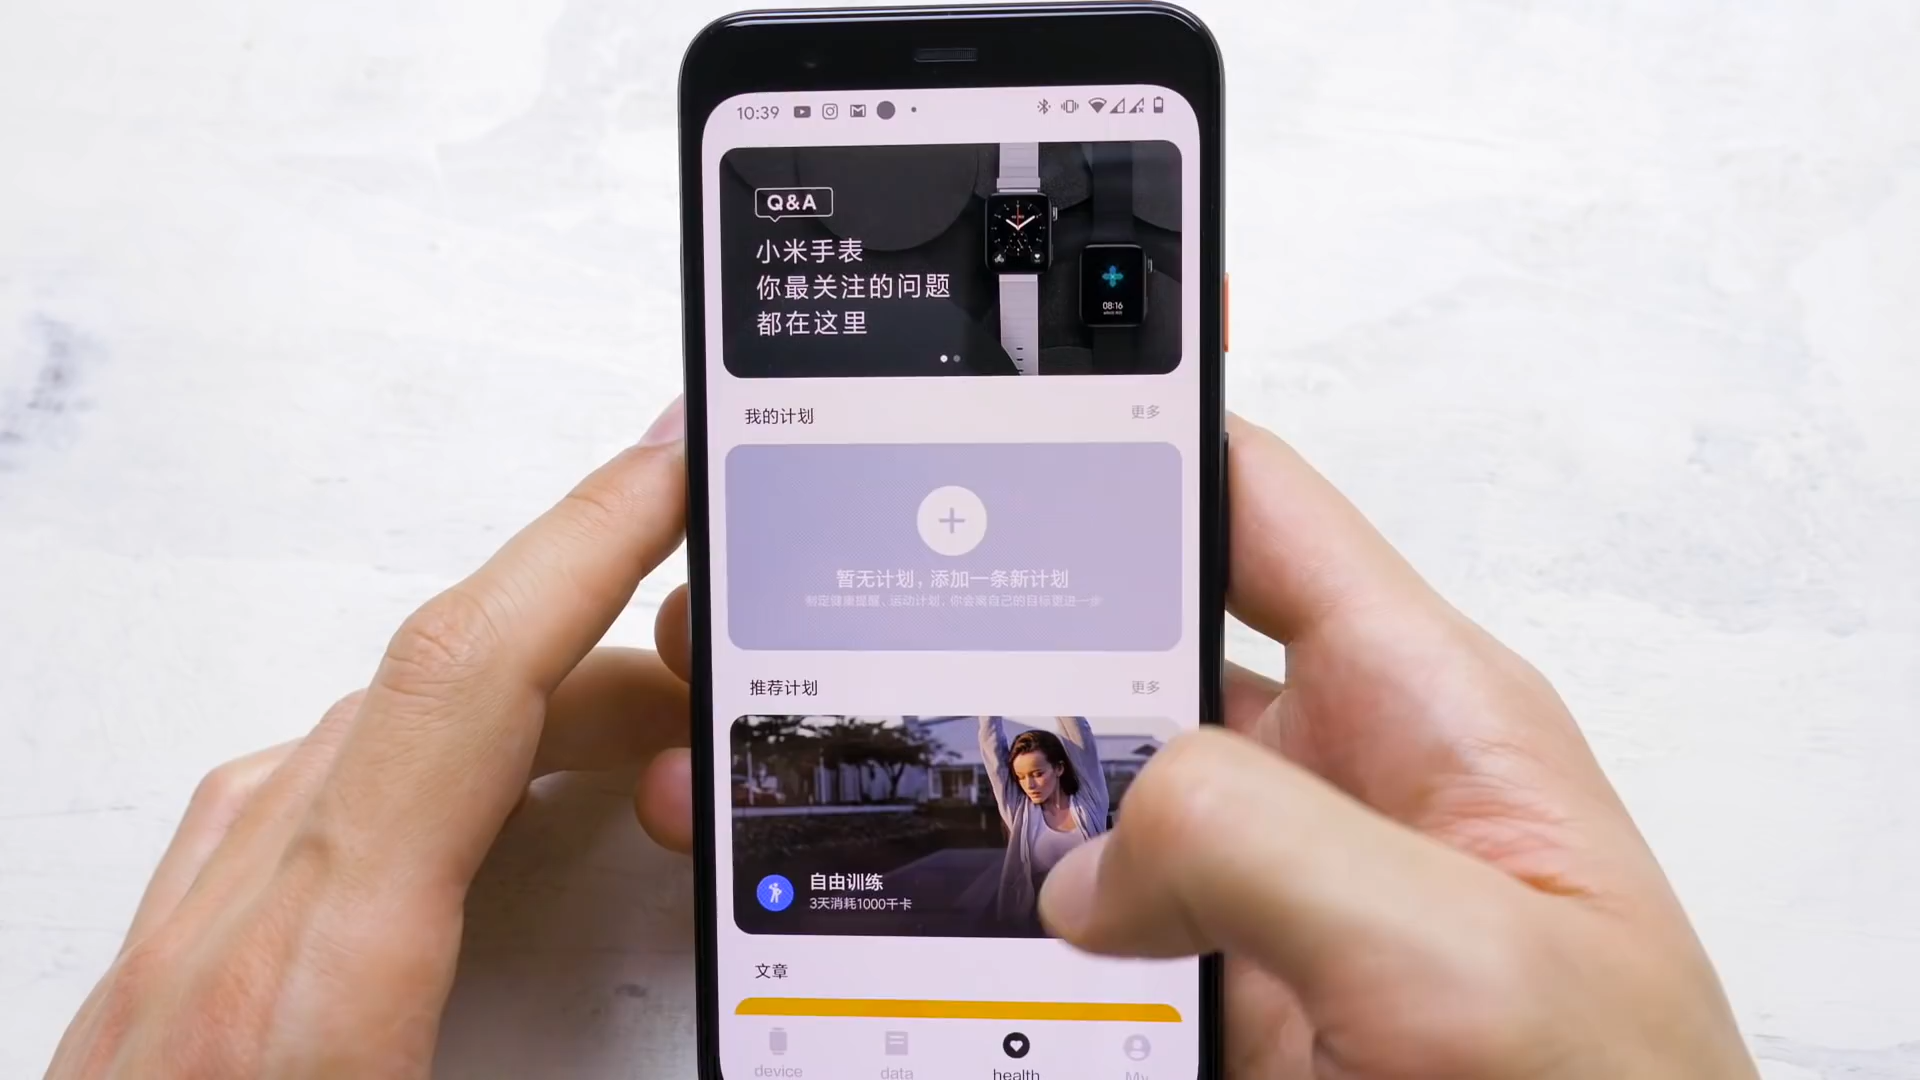 10:39
Q&A
小米手表
你最关注的问题
都在这里
08:16
我的计划
更多
暂无计划，添加一条新计划
制定健康提醒、运动计划，你会离自己的目标更进一步
推荐计划
更多
自由训练
3天消耗1000千卡
文章
device
data
health
My